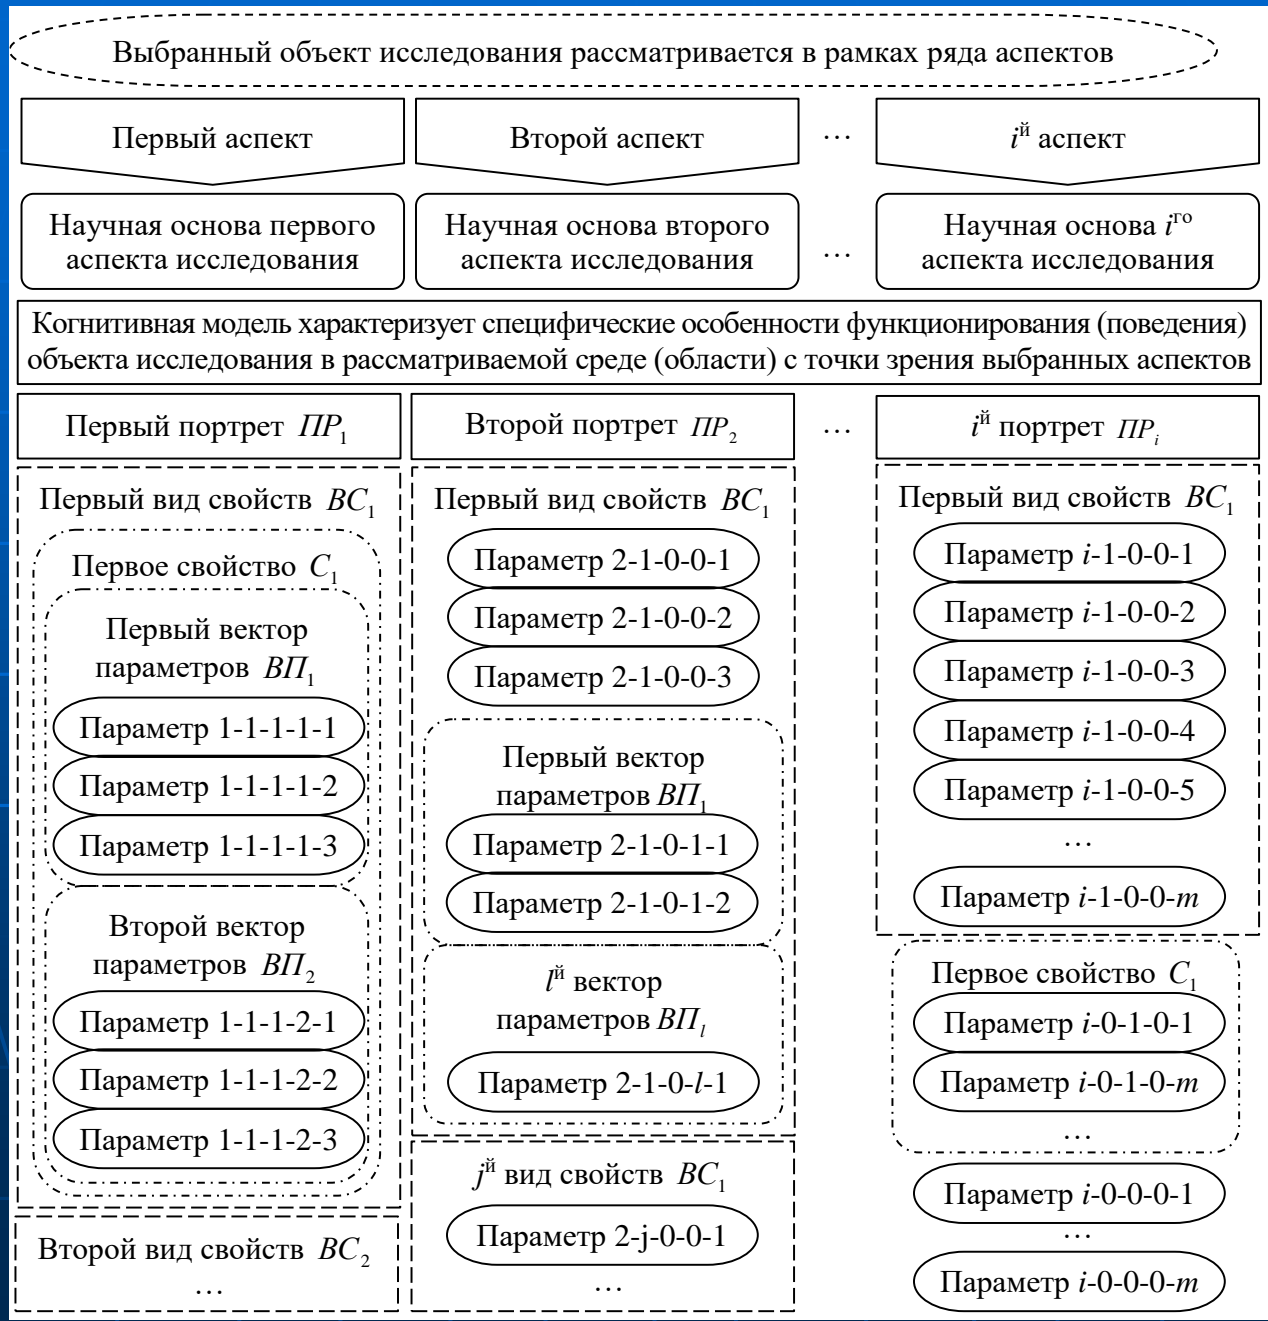 Выбранный объект исследования рассматривается в рамках ряда аспектов
Первый аспект
Второй аспект
...
iй аспект
Научная основа первого
аспекта исследования
Научная основа второго
аспекта исследования
...
Научная основа iго
аспекта исследования
Когнитивная модель характеризует специфические особенности функционирования (поведения)
объекта исследования в рассматриваемой среде (области) с точки зрения выбранных аспектов
Первый портрет ПР1
Второй портрет ПР2
...
iй портрет ПРi
Первый вид свойств ВС1
Первое свойство С1
Первый вектор
параметров ВП1
Параметр 1-1-1-1-1
Параметр 1-1-1-1-2
Параметр 1-1-1-1-3
Второй вектор
параметров ВП2
Параметр 1-1-1-2-1
Параметр 1-1-1-2-2
Параметр 1-1-1-2-3
Второй вид свойств ВС2
...
Первый вид свойств ВС1
Параметр 2-1-0-0-1
Параметр 2-1-0-0-2
Параметр 2-1-0-0-3
Первый вектор
параметров ВП1
Параметр 2-1-0-1-1
Параметр 2-1-0-1-2
lй вектор
параметров ВПl
Параметр 2-1-0-l-1
jй вид свойств ВС1
Параметр 2-j-0-0-1
...
Первый вид свойств ВС1
Параметр i-1-0-0-1
Параметр i-1-0-0-2
Параметр i-1-0-0-3
Параметр i-1-0-0-4
Параметр i-1-0-0-5
...
Параметр i-1-0-0-m
Первое свойство С1
Параметр i-0-1-0-1
Параметр i-0-1-0-m
...
Параметр i-0-0-0-1
...
Параметр i-0-0-0-m